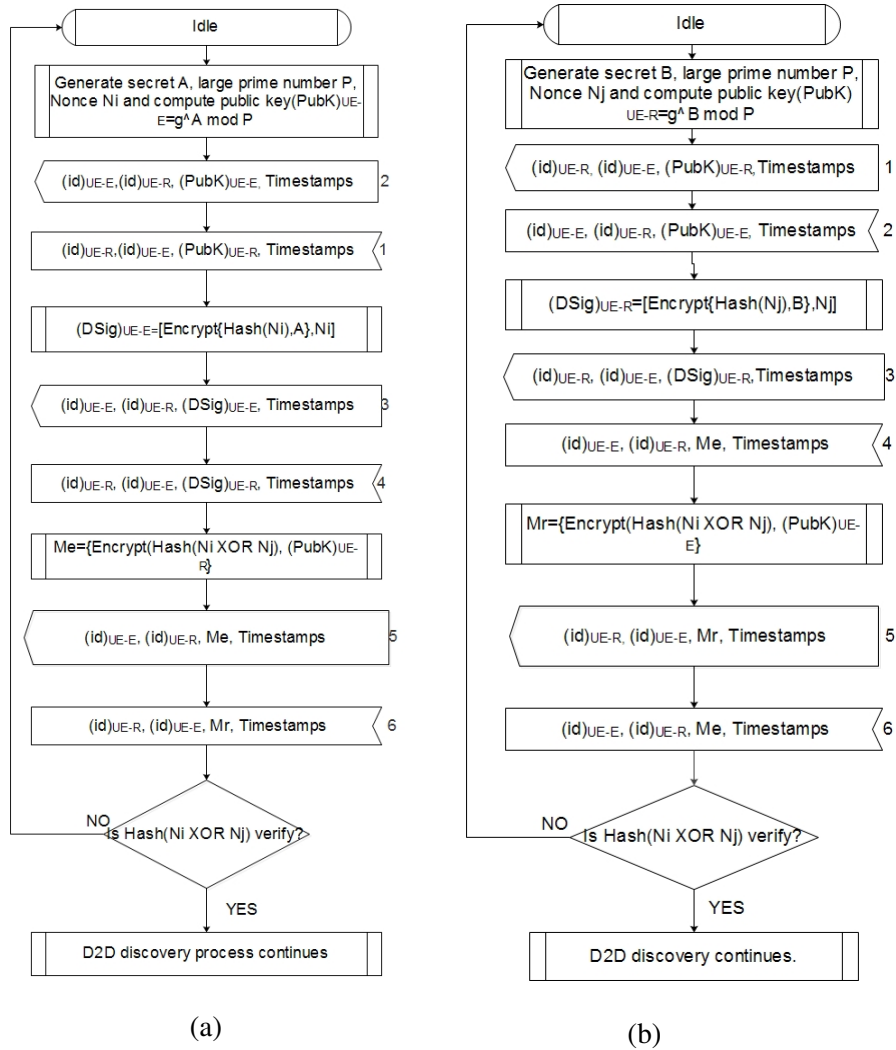 Idle
Generate secret A, large prime number P,
Nonce Ni and compute public key(PubK)UE-
E=g^A mod P
(id)UE-E,(id)UE-R, (PubK)UE-E, Timestamps 2
(id)UE-R,(id)UE-E, (PubK)UE-R, Timestamps 1
(DSig)UE-E=[Encrypt{Hash(Ni),A},Ni]
(id)UE-E, (id)UE-R, (DSig)UE-E, Timestamps 3
(id)UE-R, (id)UE-E, (DSig)UE-R, Timestamps 4
Me={Encrypt(Hash(Ni XOR Nj), (PubK)UE-
R}
(id)UE-E, (id)UE-R, Me, Timestamps 5
(id)UE-R, (id)UE-E, Mr, Timestamps 6
NO
Is Hash(Ni XOR Nj) verify?
YES
D2D discovery process continues
(a)
Idle
Generate secret B, large prime number P,
Nonce Nj and compute public key(PubK)
UE-R=g^B mod P
(id)UE-R, (id)UE-E, (PubK)UE-R,Timestamps 1
(id)UE-E, (id)UE-R, (PubK)UE-E, Timestamps 2
(DSig)UE-R=[Encrypt{Hash(Nj),B},Nj]
(id)UE-R, (id)UE-E, (DSig)UE-R,Timestamps 3
(id)UE-E, (id)UE-R, Me, Timestamps 4
Mr={Encrypt(Hash(Ni XOR Nj), (PubK)UE-
E}
(id)UE-R, (id)UE-E, Mr, Timestamps 5
(id)UE-E, (id)UE-R, Me, Timestamps 6
NO
Is Hash(Ni XOR Nj) verify?
YES
D2D discovery continues.
(b)